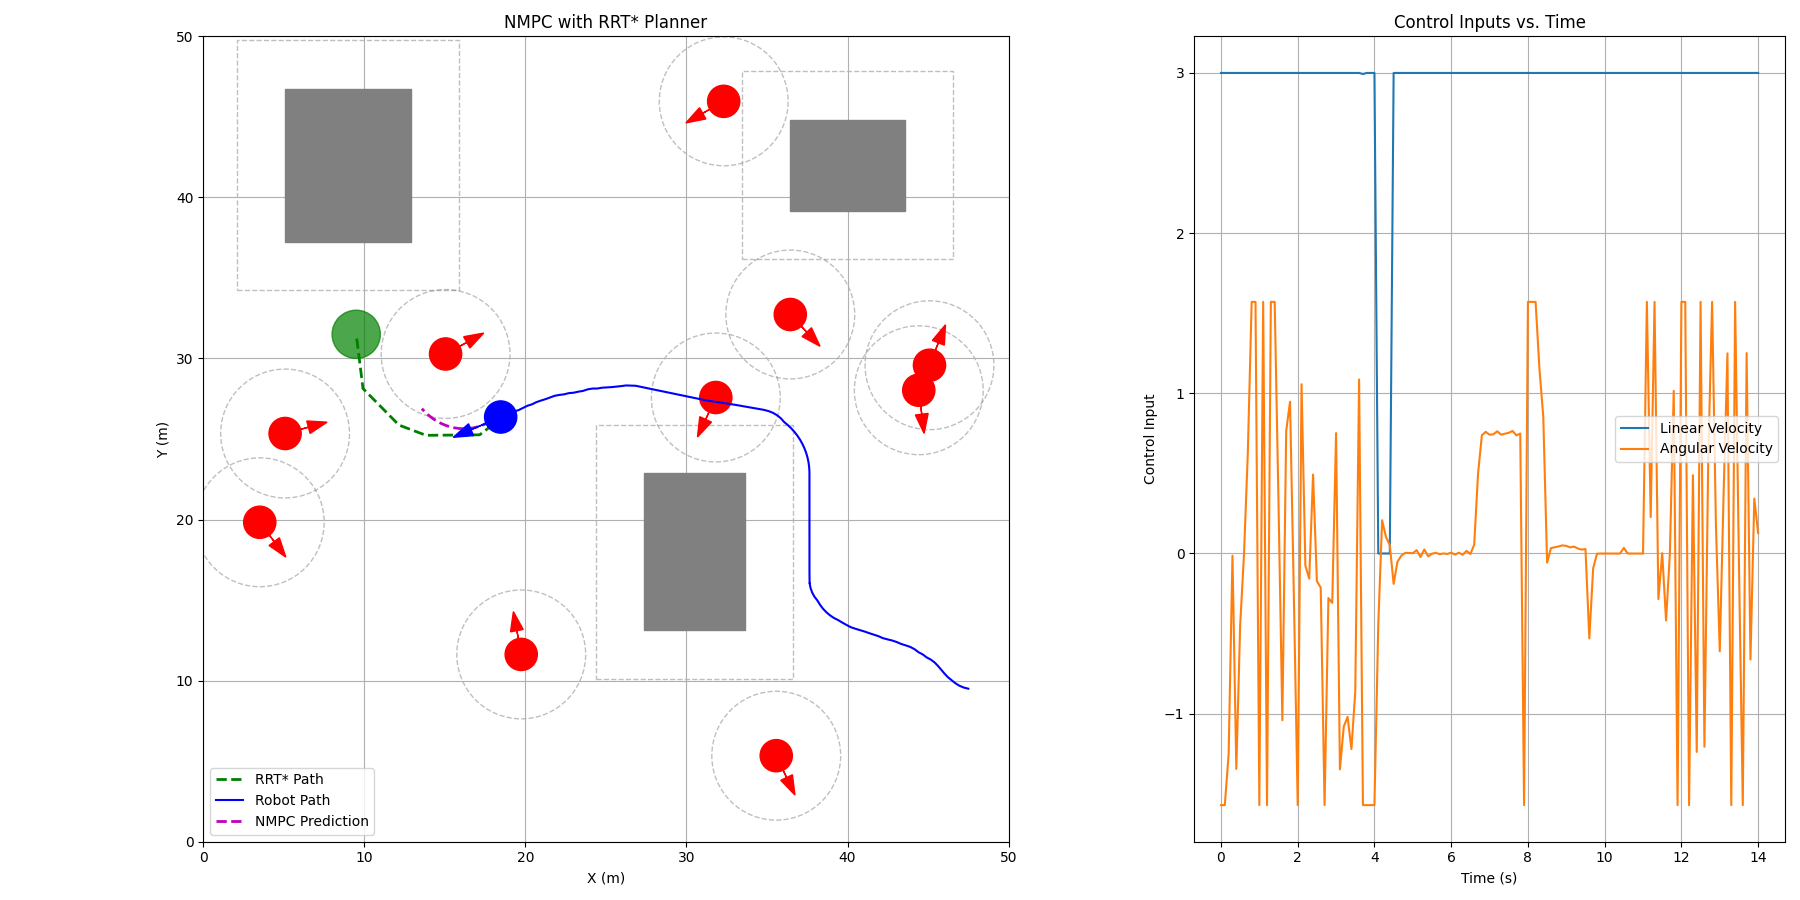 NMPC with RRT* Planner
50
40
30
20
10
0
Y (m)
0 10 20 30 40 50
X (m)
RRT* Path
Robot Path
NMPC Prediction
Control Inputs vs. Time
3
2
1
0
−1
Control Input
0 2 4 6 8 10 12 14
Time (s)
Linear Velocity
Angular Velocity